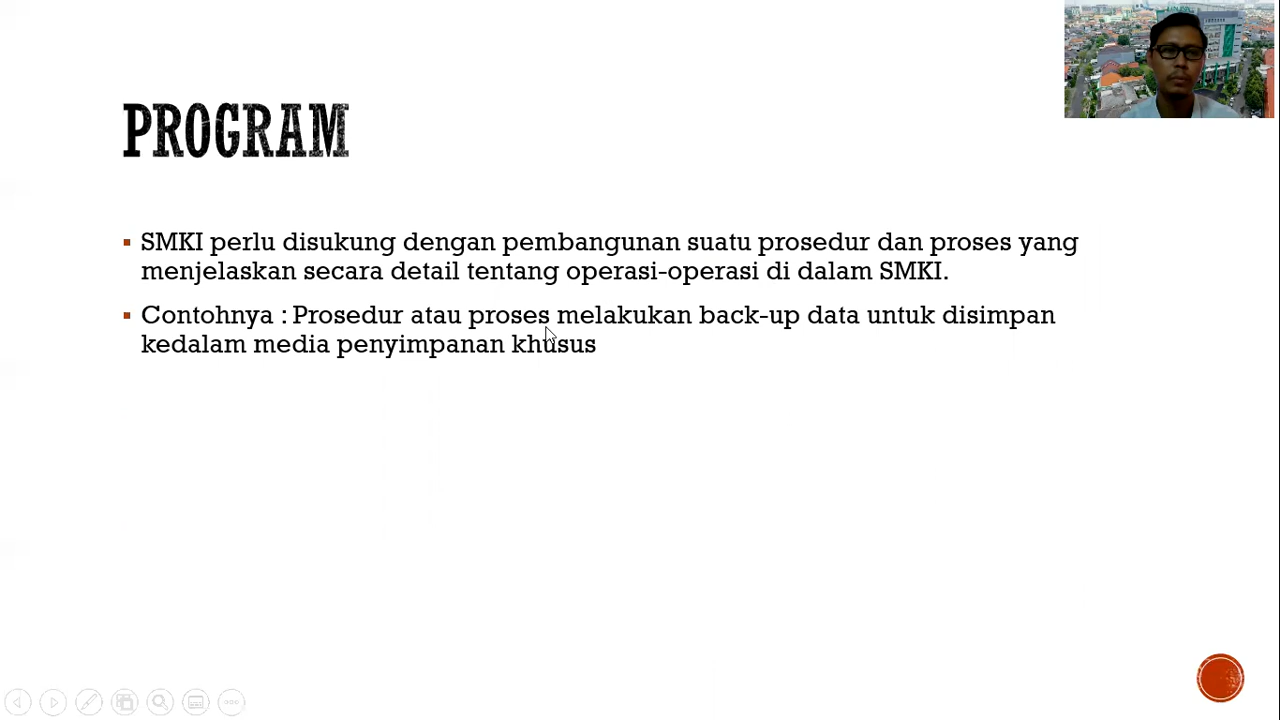 PROGRAM
SMKI perlu disukung dengan pembangunan suatu prosedur dan proses yang
menjelaskan secara detail tentang operasi-operasi di dalam SMKI.
Contohnya : Prosedur atau proses melakukan back-up data untuk disimpan
kedalam media penyimpanan khusus